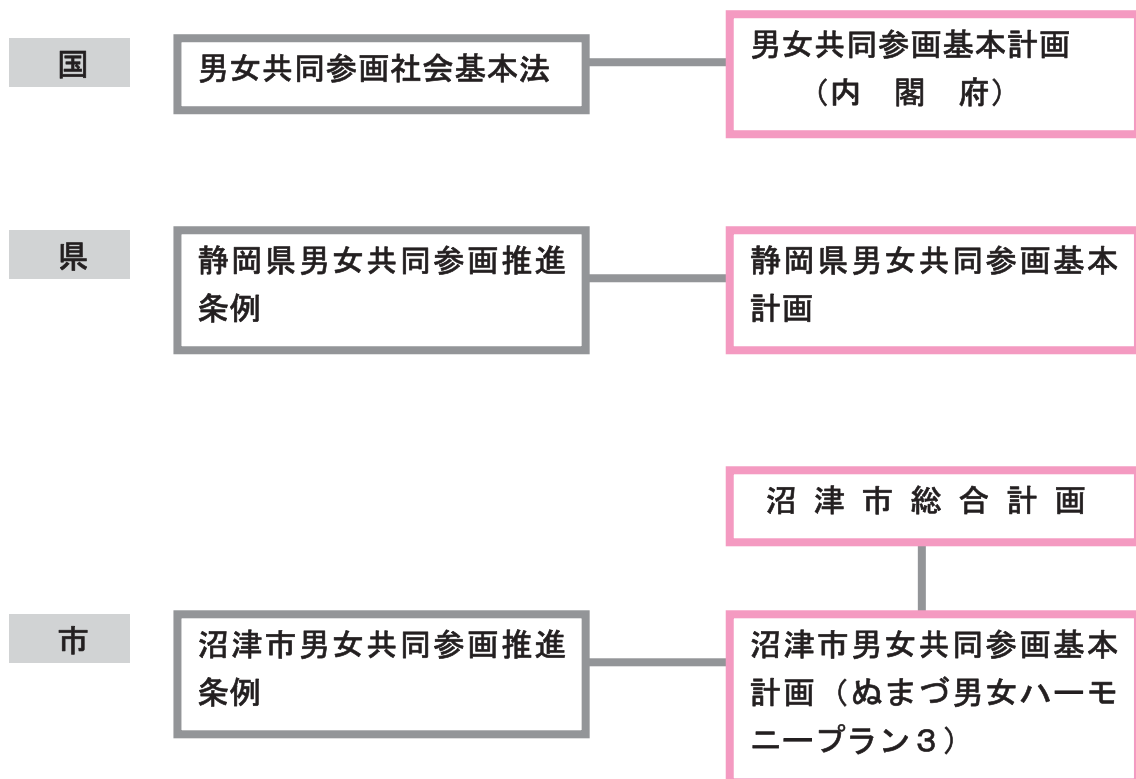 国
男女共同参画社会基本法
男女共同参画基本計画
（内　閣　府）
県
静岡県男女共同参画推進
条例
静岡県男女共同参画基本
計画
沼 津 市 総 合 計 画
市
沼津市男女共同参画推進
条例
沼津市男女共同参画基本
計画（ぬまづ男女ハーモ
ニープラン３）